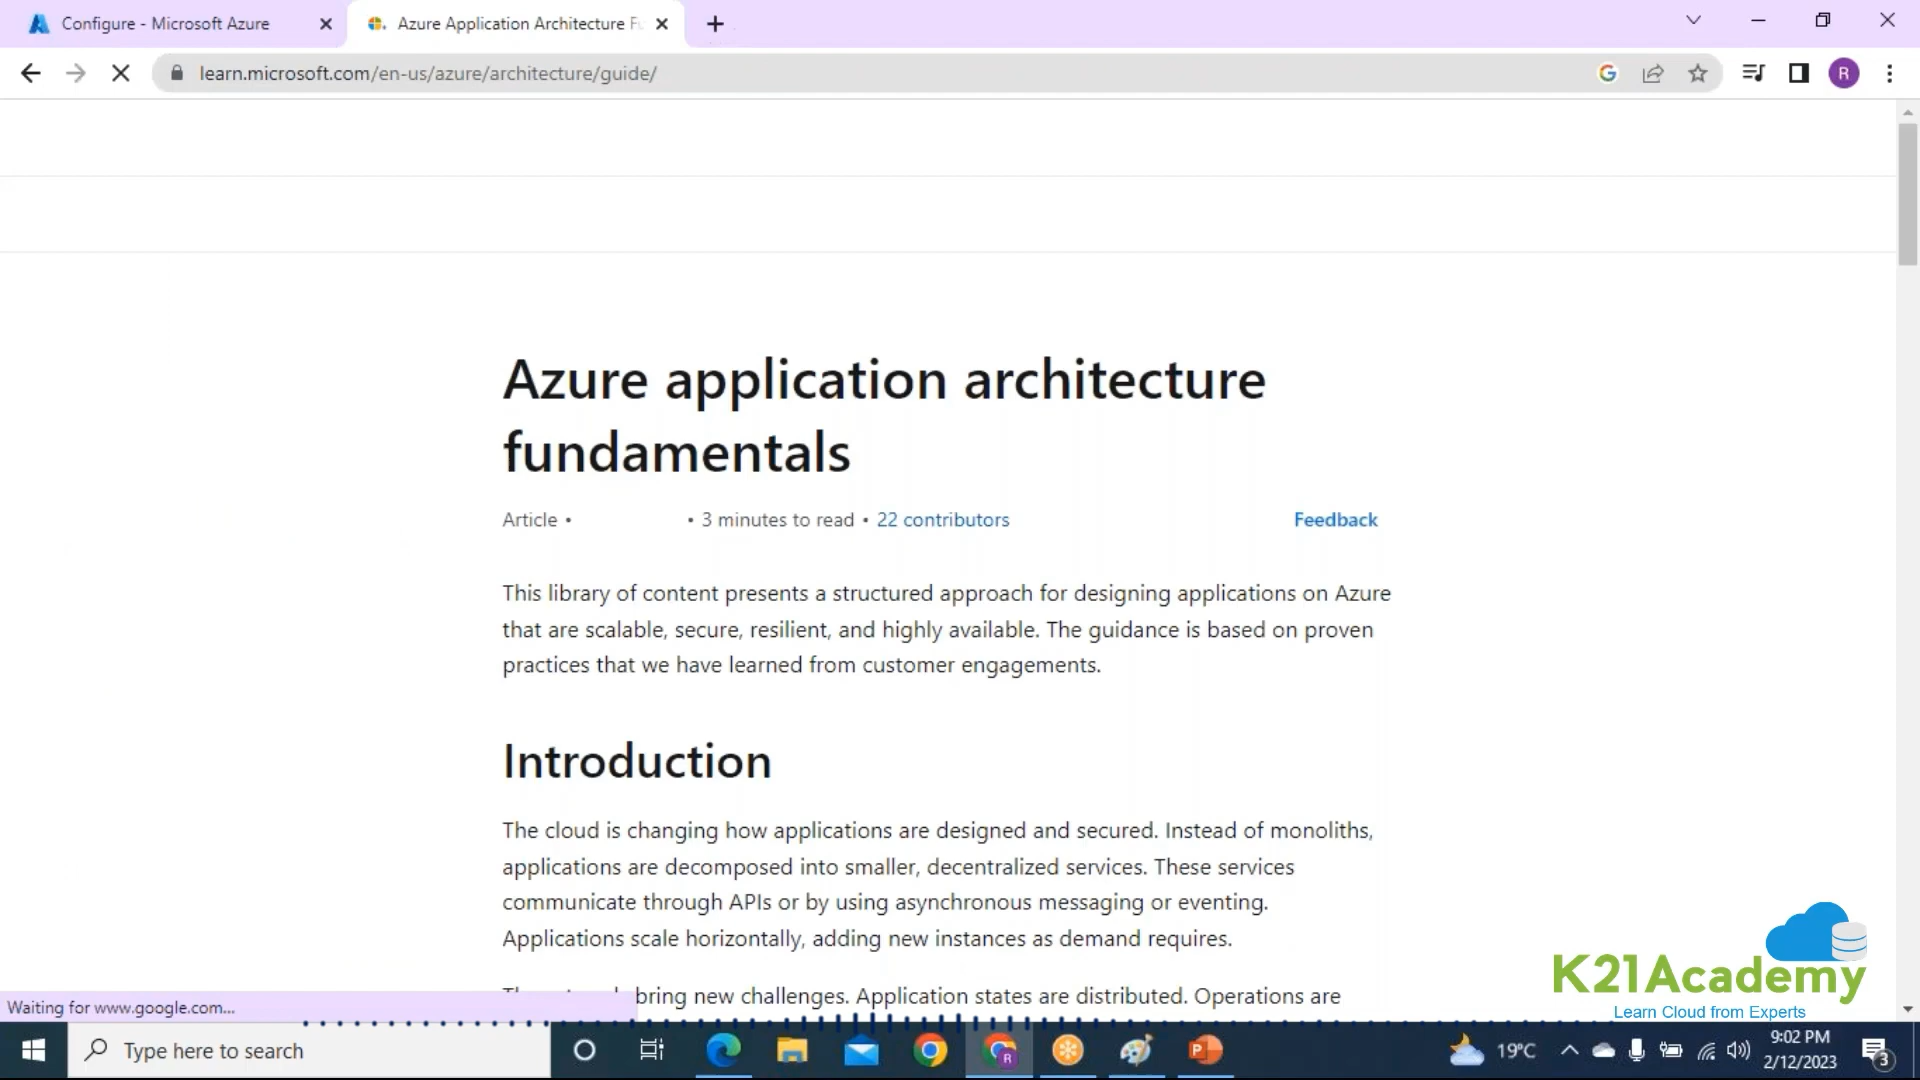 Configure - Microsoft Azure
Azure Application Architecture F
learn.microsoft.com/en-us/azure/architecture/guide/
R
Azure application architecture
fundamentals
Article •
• 3 minutes to read • 22 contributors
Feedback
This library of content presents a structured approach for designing applications on Azure
that are scalable, secure, resilient, and highly available. The guidance is based on proven
practices that we have learned from customer engagements.
Introduction
The cloud is changing how applications are designed and secured. Instead of monoliths,
applications are decomposed into smaller, decentralized services. These services
communicate through APIs or by using asynchronous messaging or eventing.
Applications scale horizontally, adding new instances as demand requires.
bring new challenges. Application states are distributed. Operations are
K21Academy
Learn Cloud from Experts
Waiting for www.google.com...
Type here to search
19°C
9:02 PM
2/12/2023
3